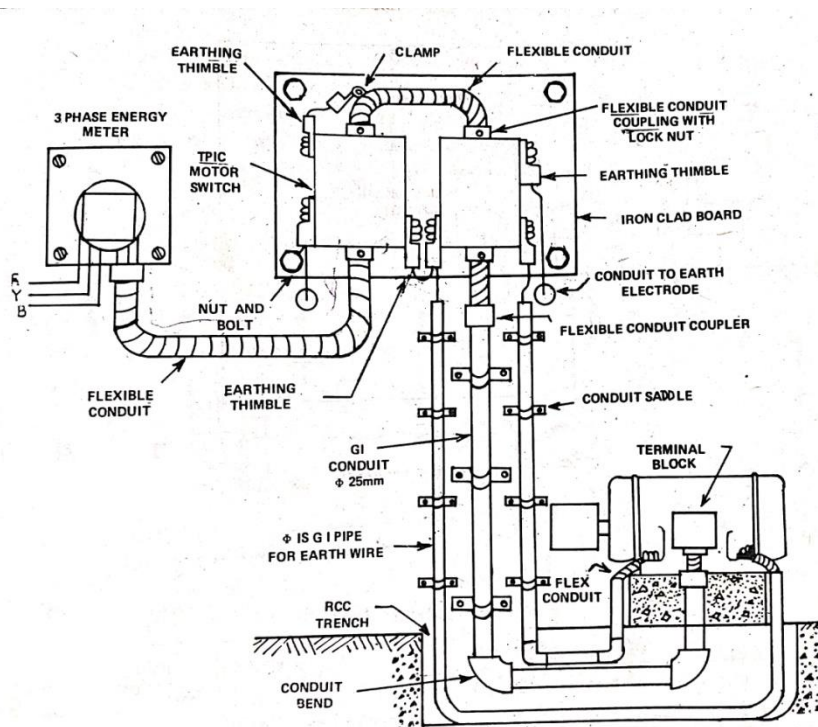 EARTHING
THIMBLE
CLAMP
FLEXIBLE CONDUIT
3 PHASE ENERGY
METER
FLEXIBLE CONDUIT
COUPLING WITH
LOCK NUT
TPIC
MOTOR
SWITCH
EARTHING THIMBLE
IRON CLAD BOARD
R
Y
B
NUT AND
BOLT
CONDUIT TO EARTH
ELECTRODE
FLEXIBLE CONDUIT COUPLER
FLEXIBLE
CONDUIT
EARTHING
THIMBLE
CONDUIT SADDLE
GI
CONDUIT
Φ 25mm
TERMINAL
BLOCK
Φ IS G I PIPE
FOR EARTH WIRE
FLEX
CONDUIT
RCC
TRENCH
CONDUIT
BEND